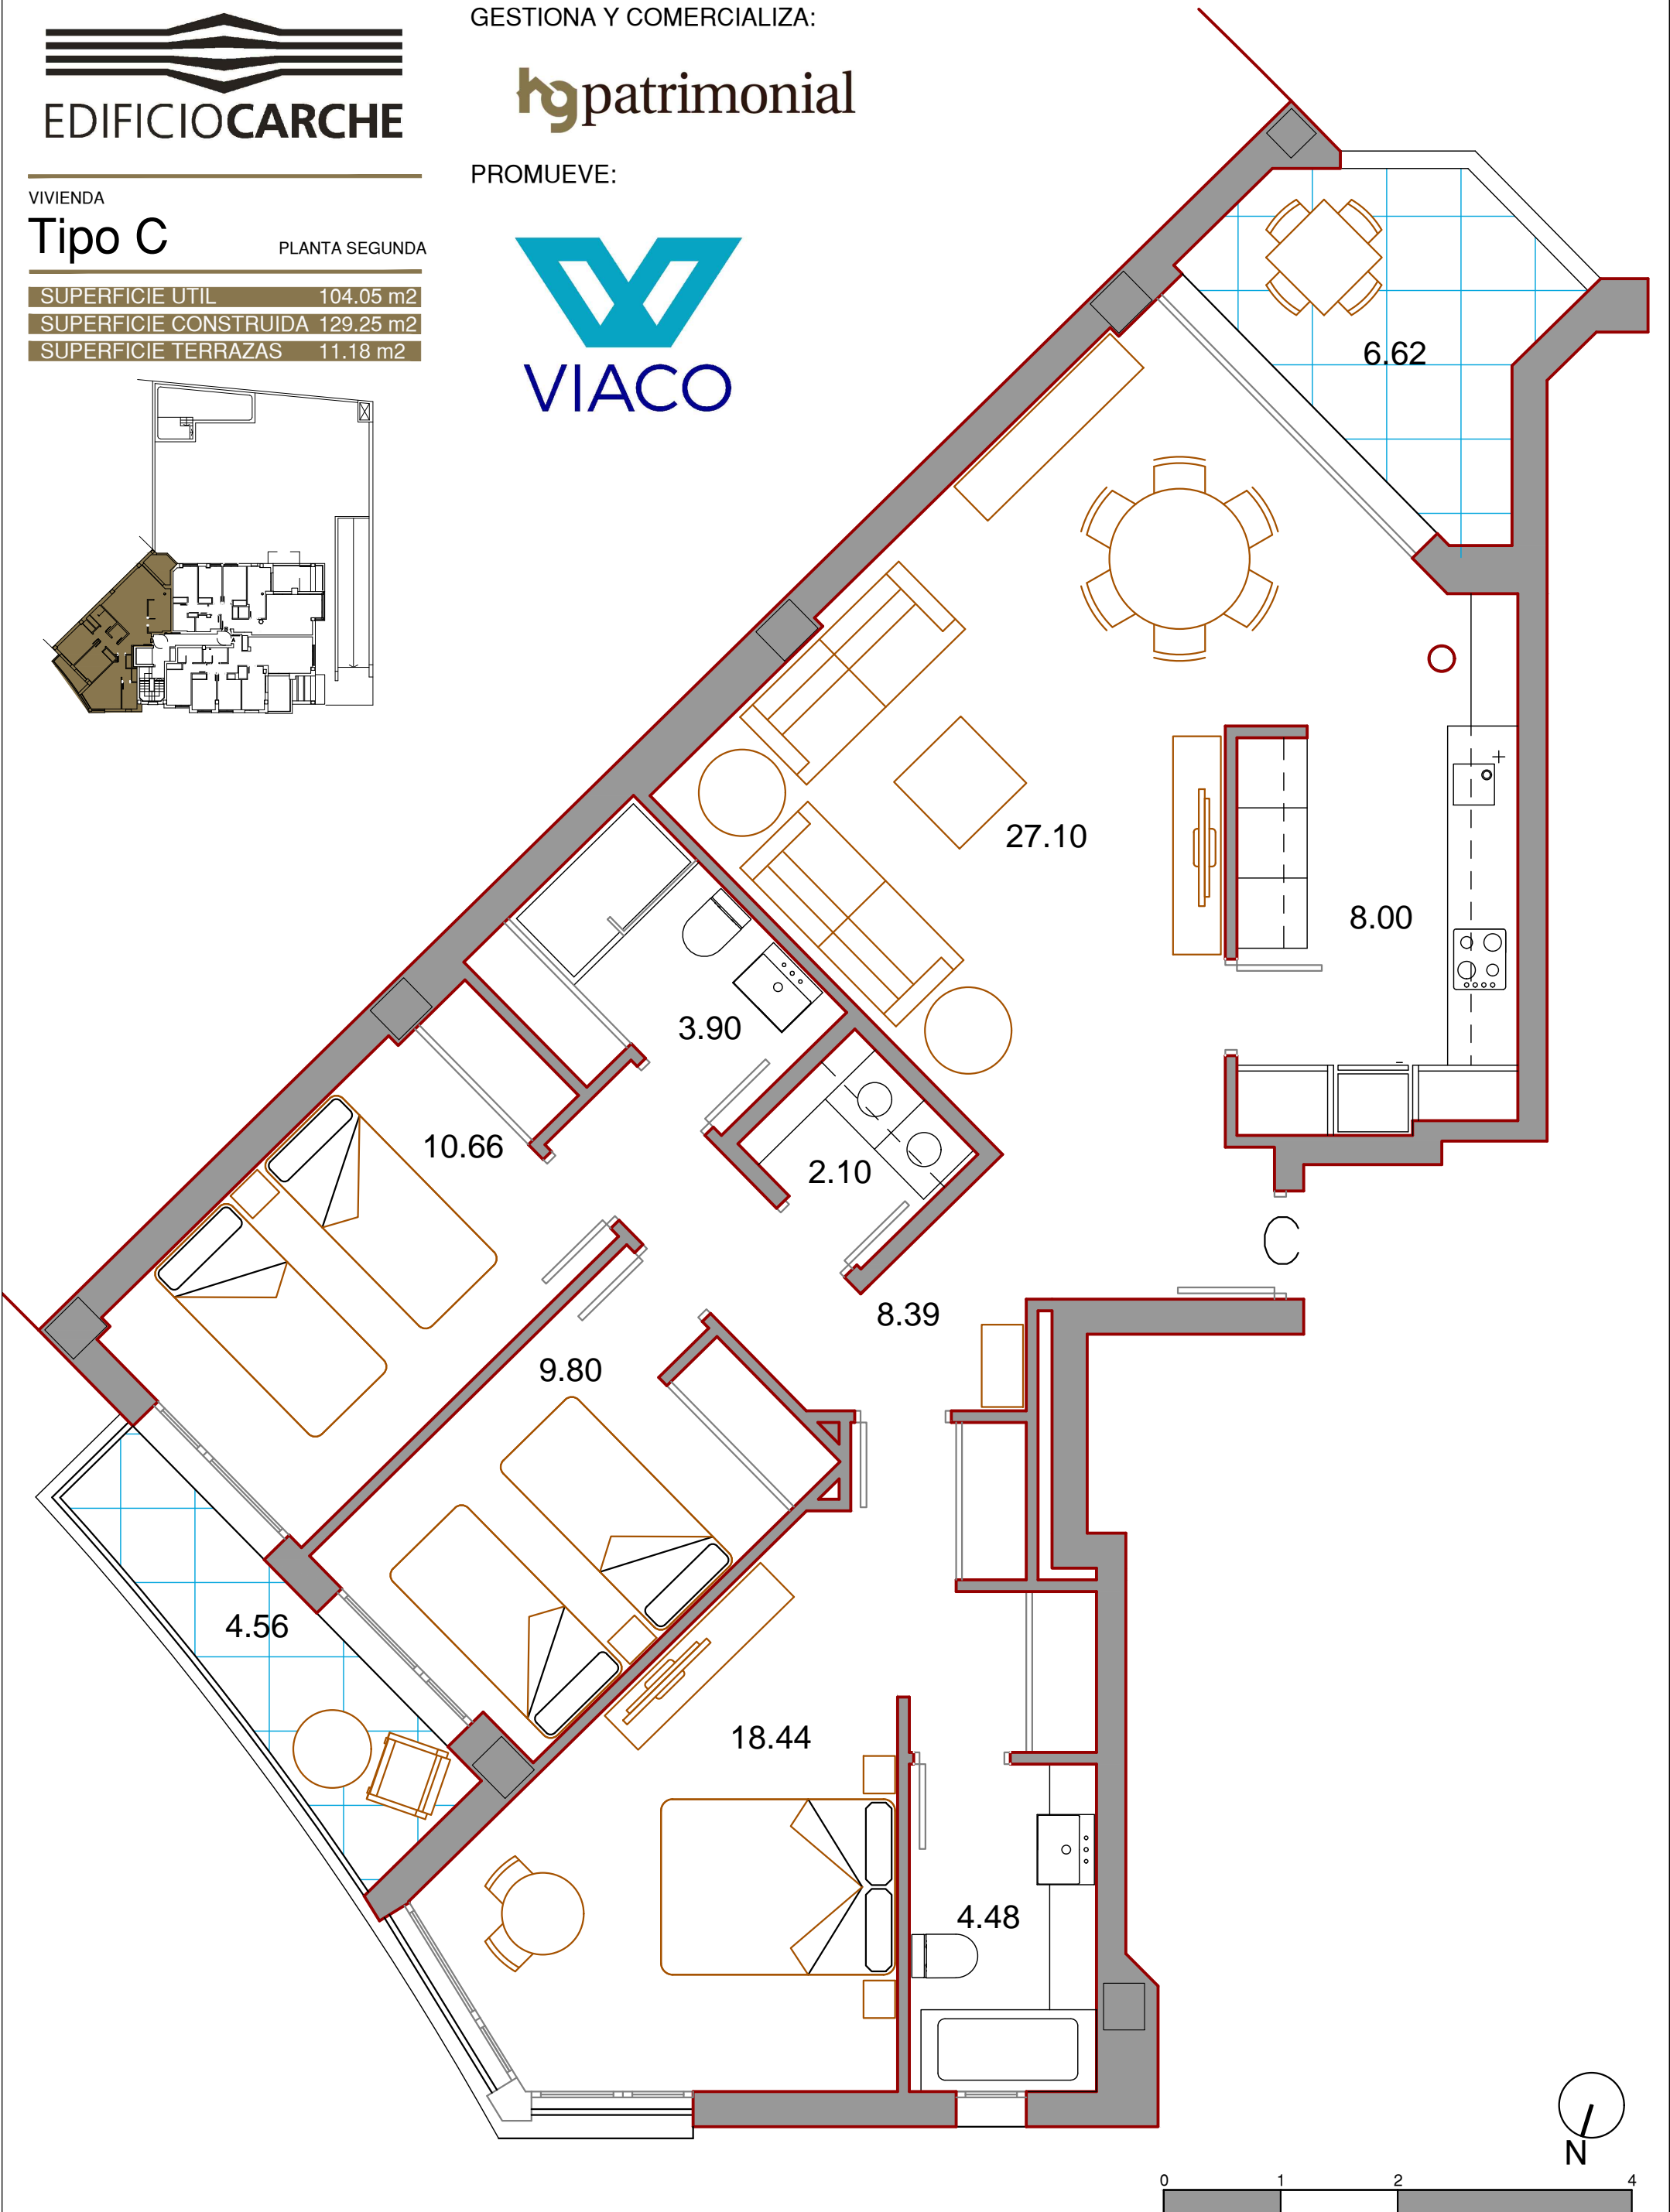 EDIFICIOCARCHE
GESTIONA Y COMERCIALIZA:
hgpatrimonial
PROMUEVE:
VIACO
VIVIENDA
Tipo C
PLANTA SEGUNDA
SUPERFICIE UTIL 104.05 m2
SUPERFICIE CONSTRUIDA 129.25 m2
SUPERFICIE TERRAZAS 11.18 m2
6.62
27.10
8.00
3.90
10.66
2.10
C
8.39
9.80
4.56
18.44
4.48
N
0 1 2 4